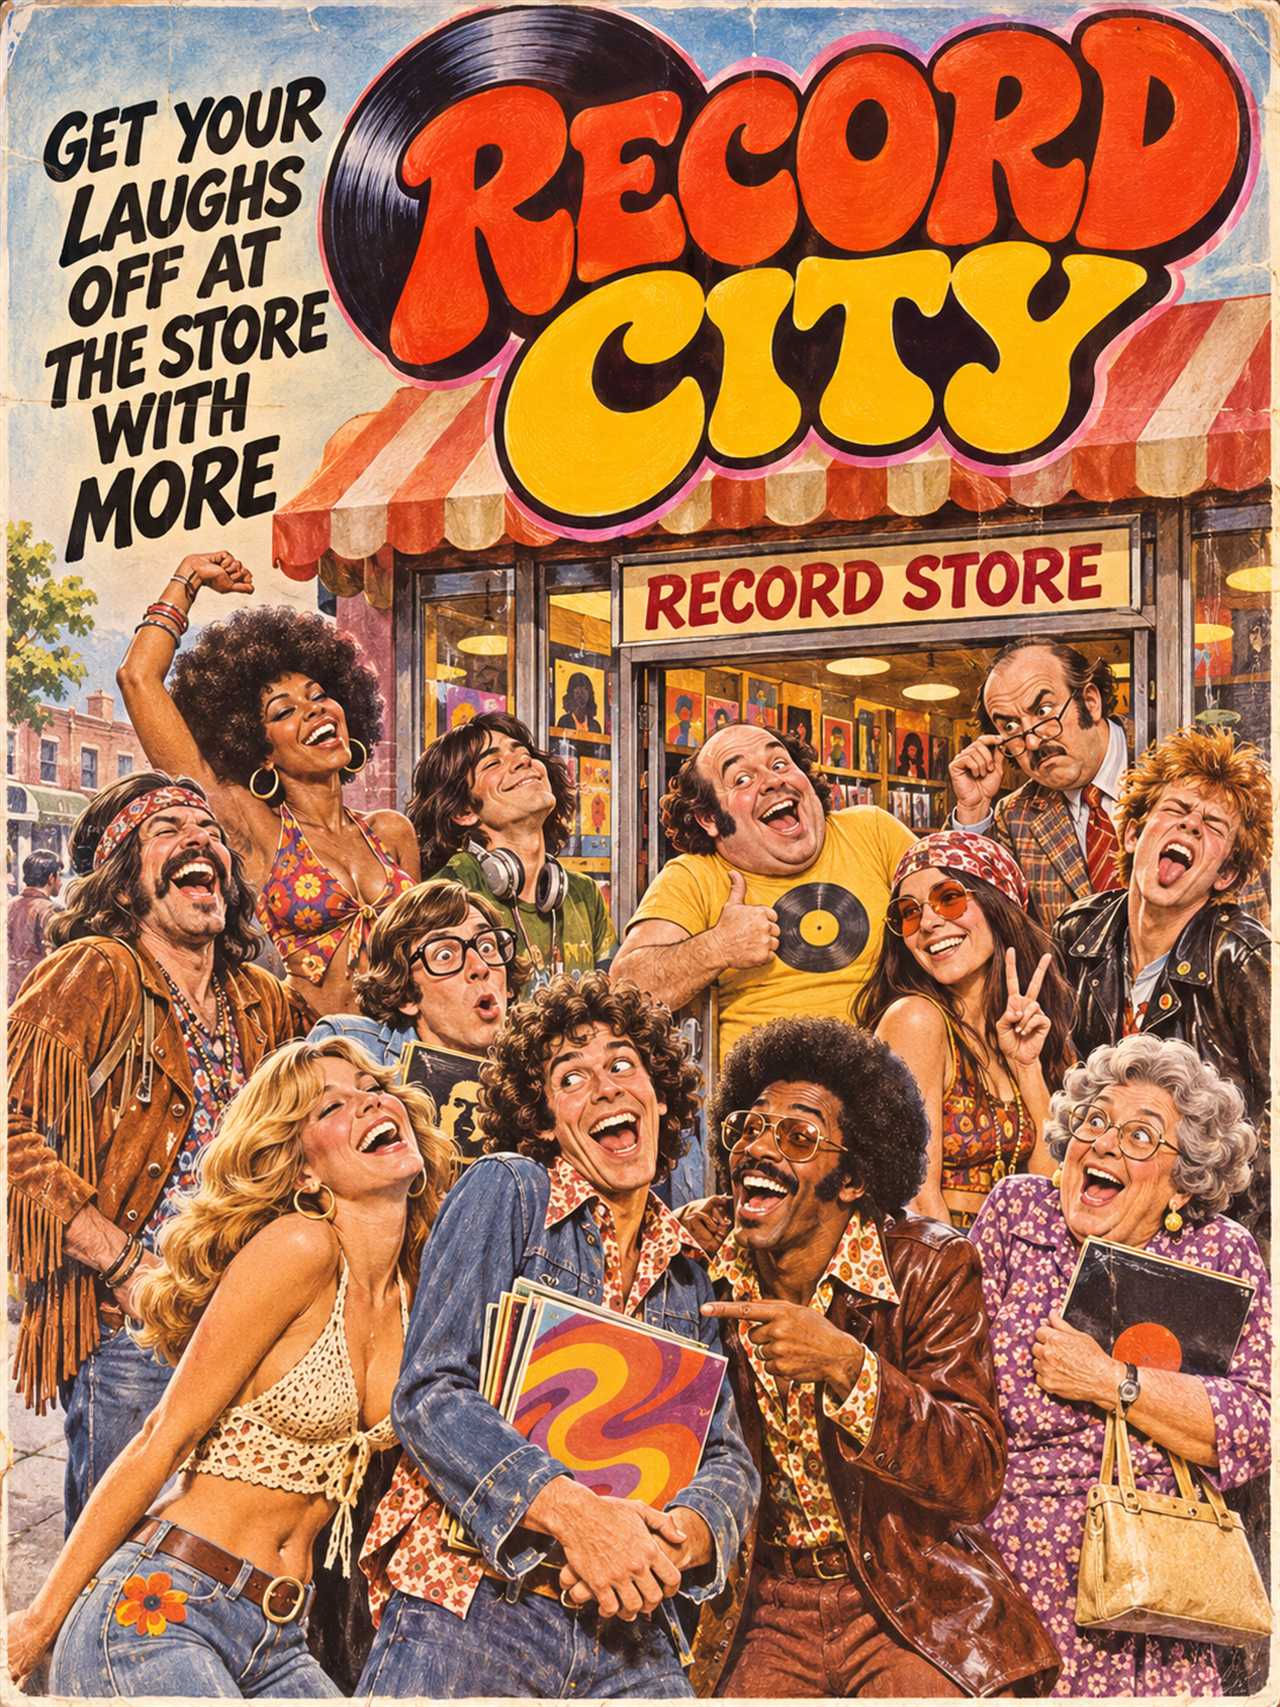 GET YOUR
LAUGHS
OFF AT
THE STORE
WITH
MORE
RECORD
CITY
RECORD STORE